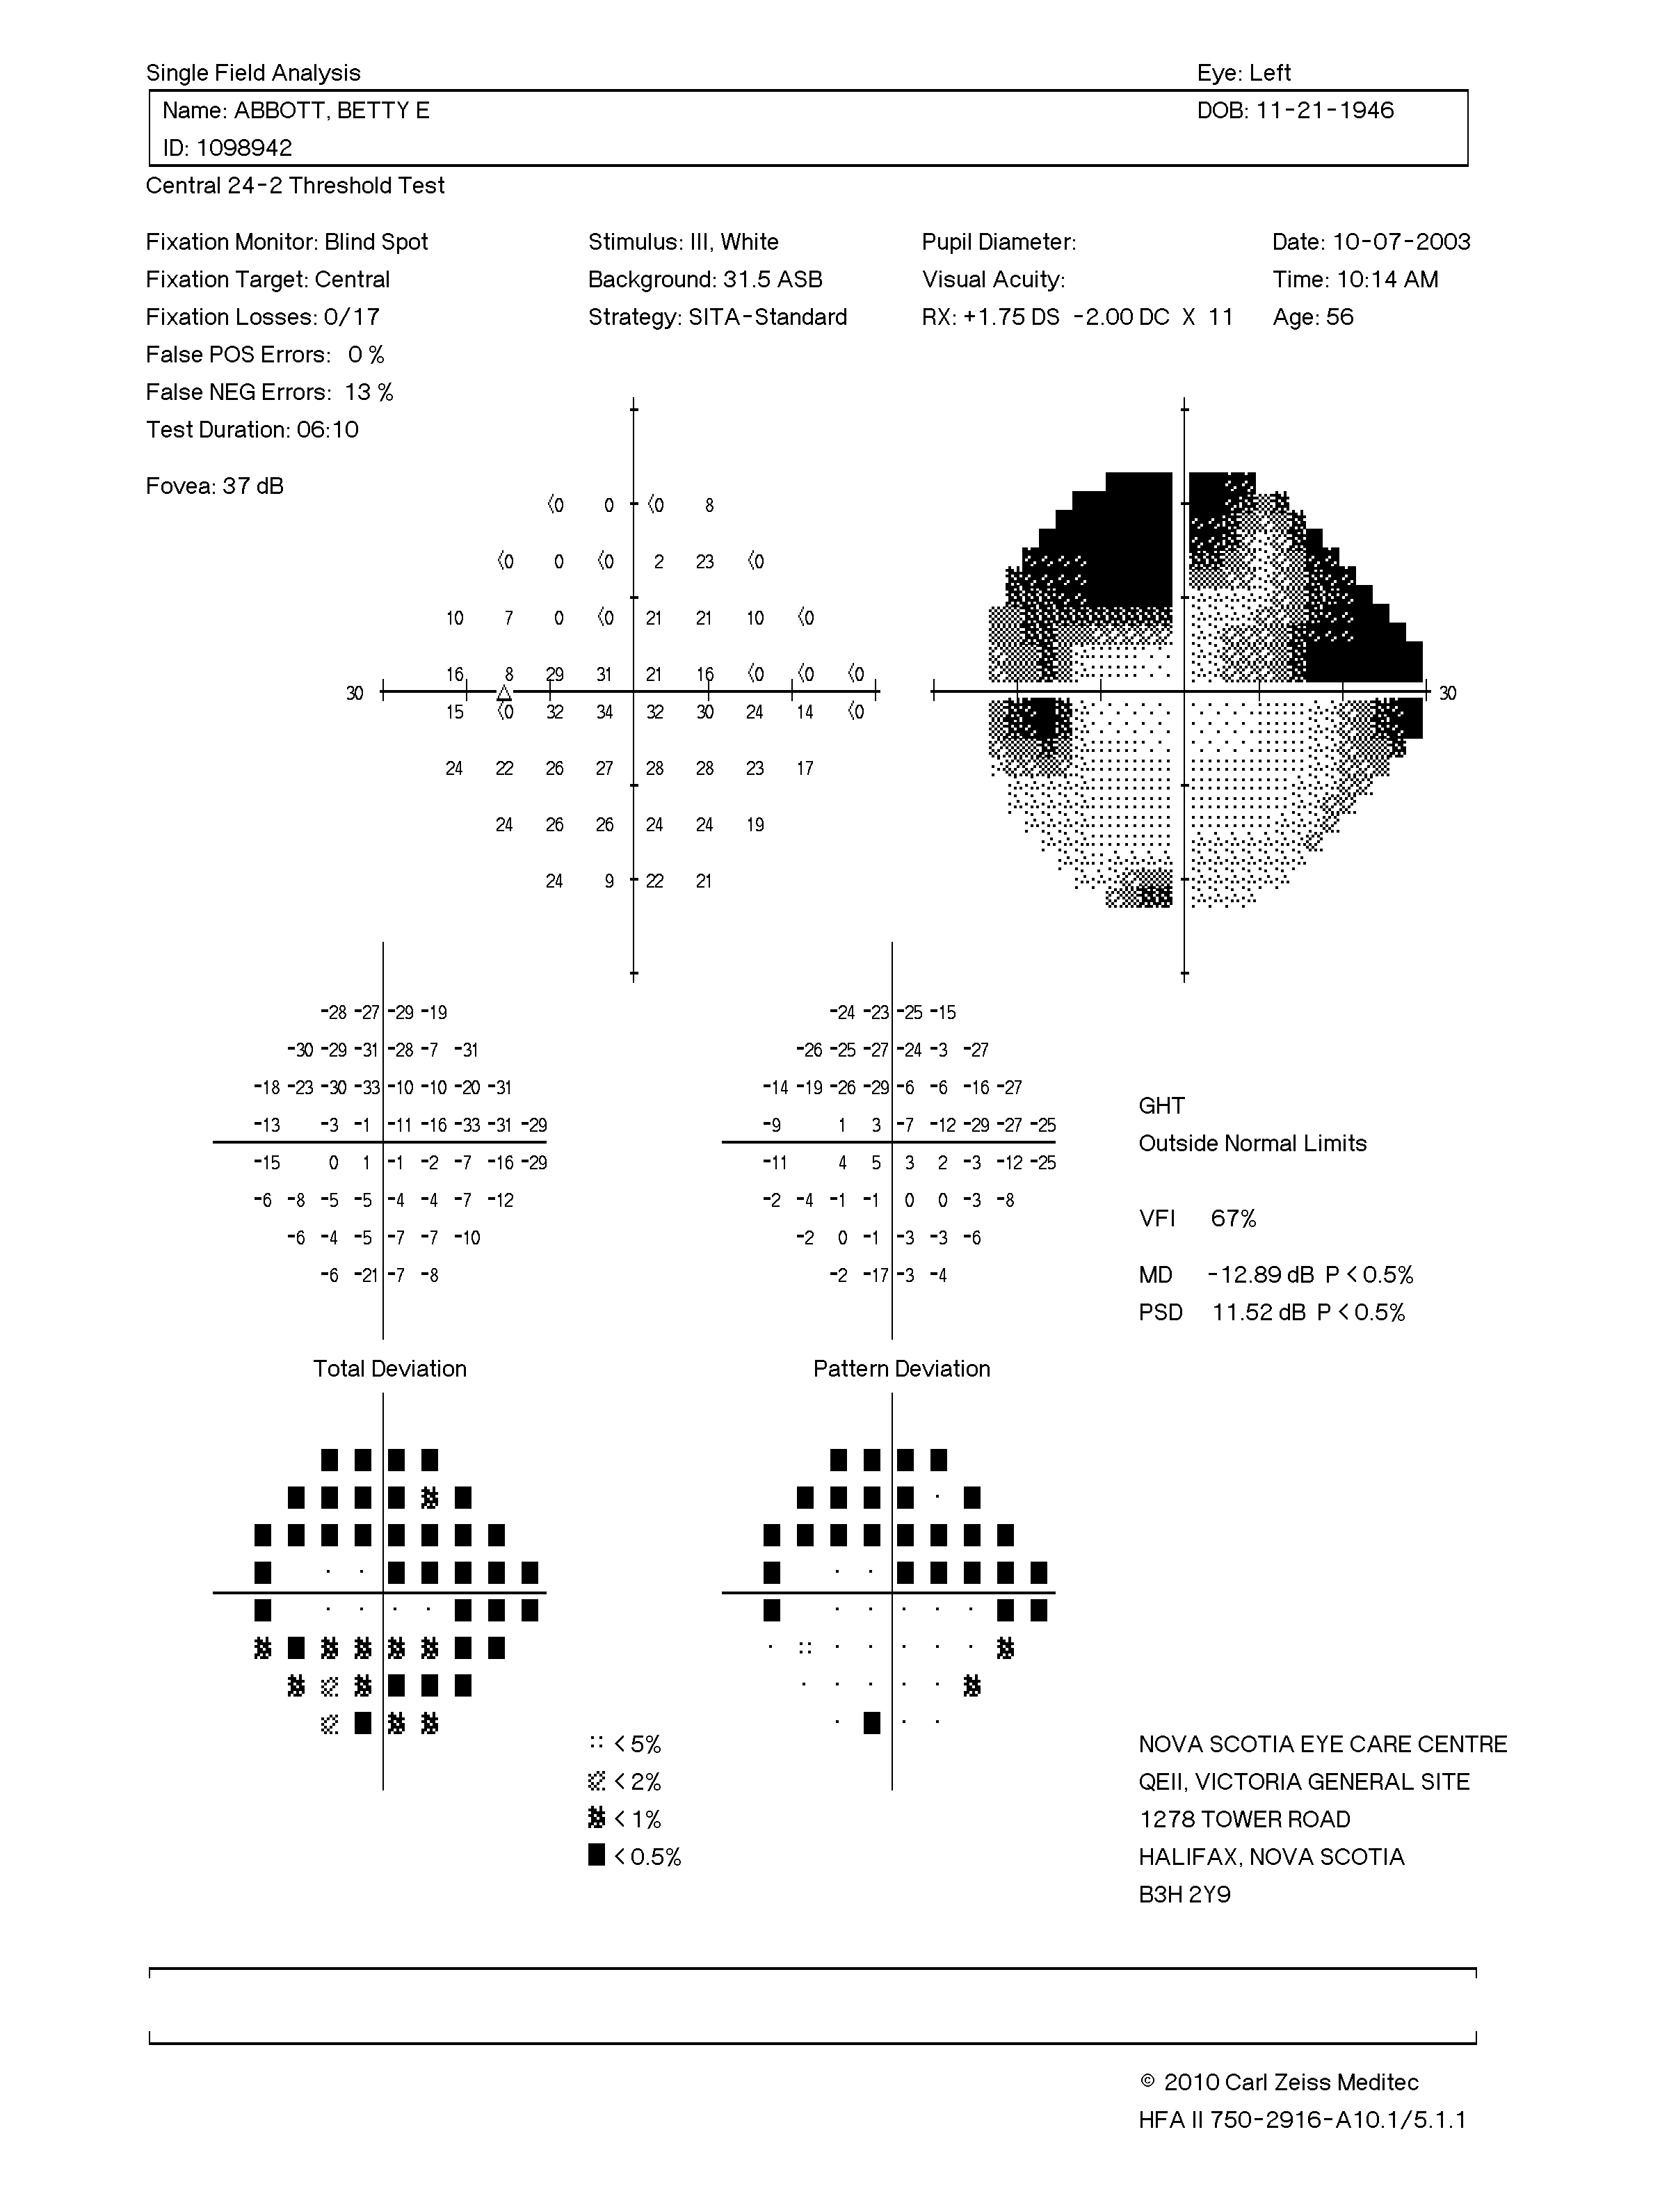 Single Field Analysis Eye: Left
Name: ABBOTT, BETTY E DOB: 11-21-1946
ID: 1098942
Central 24-2 Threshold Test
Fixation Monitor: Blind Spot Stimulus: III, White Pupil Diameter: Date: 10-07-2003
Fixation Target: Central Background: 31.5 ASB Visual Acuity: Time: 10:14 AM
Fixation Losses: 0/17 Strategy: SITA-Standard RX: +1.75 DS -2.00 DC X 11 Age: 56
False POS Errors: 0 %
False NEG Errors: 13 %
Test Duration: 06:10
Fovea: 37 dB
<0 0 <0 8
<0 0 <0 2 23 <0
10 7 0 <0 21 21 10 <0
16 8 29 31 21 16 <0 <0 <0
30 30
15 <0 32 34 32 30 24 14 <0
24 22 26 27 28 28 23 17
24 26 26 24 24 19
24 9 22 21
-28 -27 -29 -19 -24 -23 -25 -15
-30 -29 -31 -28 -7 -31 -26 -25 -27 -24 -3 -27
-18 -23 -30 -33 -10 -10 -20 -31 -14 -19 -26 -29 -6 -6 -16 -27
GHT
-13 -3 -1 -11 -16 -33 -31 -29 -9 1 3 -7 -12 -29 -27 -25
Outside Normal Limits
-15 0 1 -1 -2 -7 -16 -29 -11 4 5 3 2 -3 -12 -25
-6 -8 -5 -5 -4 -4 -7 -12 -2 -4 -1 -1 0 0 -3 -8
VFI 67%
-6 -4 -5 -7 -7 -10 -2 0 -1 -3 -3 -6
-6 -21 -7 -8 -2 -17 -3 -4
MD -12.89 dB P < 0.5%
PSD 11.52 dB P < 0.5%
Total Deviation Pattern Deviation
< 5% NOVA SCOTIA EYE CARE CENTRE
< 2% QEII, VICTORIA GENERAL SITE
< 1% 1278 TOWER ROAD
< 0.5% HALIFAX, NOVA SCOTIA
B3H 2Y9
© 2010 Carl Zeiss Meditec
HFA II 750-2916-A10.1/5.1.1